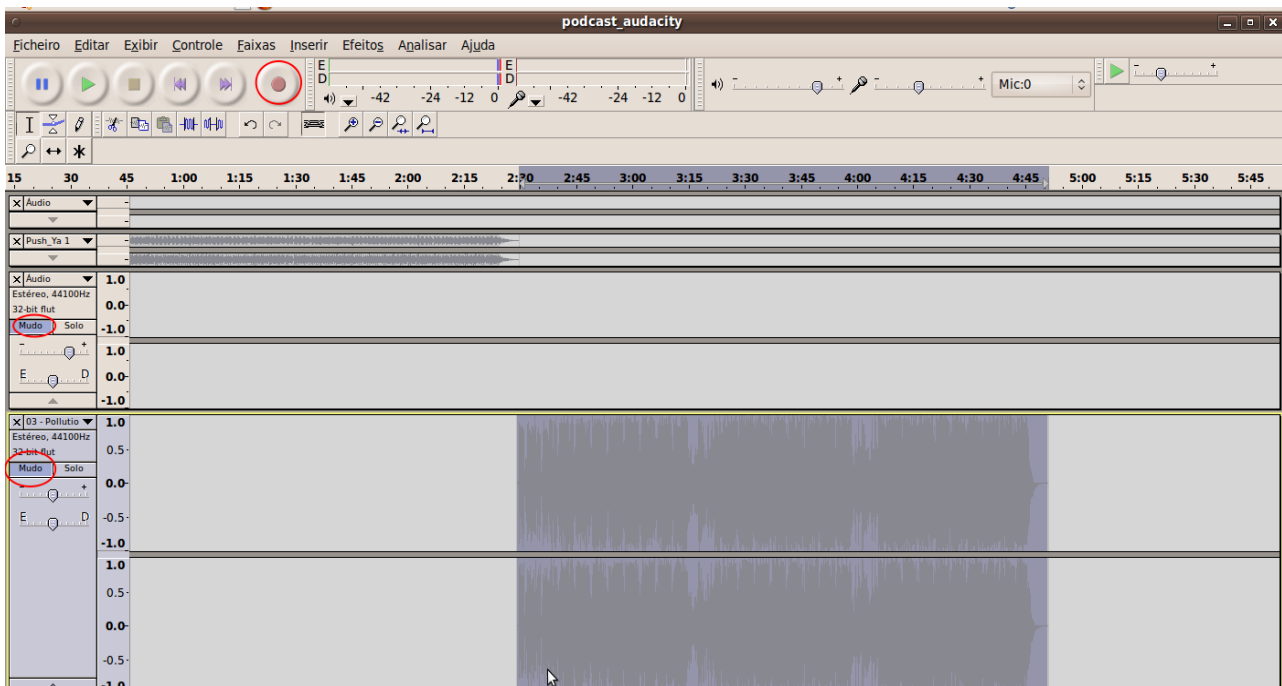 podcast_audacity
Ficheiro Editar Exibir Controle Faixas Inserir Efeitos Analisar Ajuda
E E
D D
-42 -24 -12 0 -42 -24 -12 0
- + - + Mic:0 - +
15 30 45 1:00 1:15 1:30 1:45 2:00 2:15 2:30 2:45 3:00 3:15 3:30 3:45 4:00 4:15 4:30 4:45 5:00 5:15 5:30 5:45
X Áudio
X Push_Ya 1
X Áudio 1.0
Estéreo, 44100Hz
32-bit flut 0.0
Mudo Solo -1.0
- + 1.0
E D 0.0
-1.0
X 03 - Pollutio 1.0
Estéreo, 44100Hz
32-bit flut 0.5
Mudo Solo
- + 0.0
E D -0.5
-1.0
1.0
0.5
0.0
-0.5
-1.0